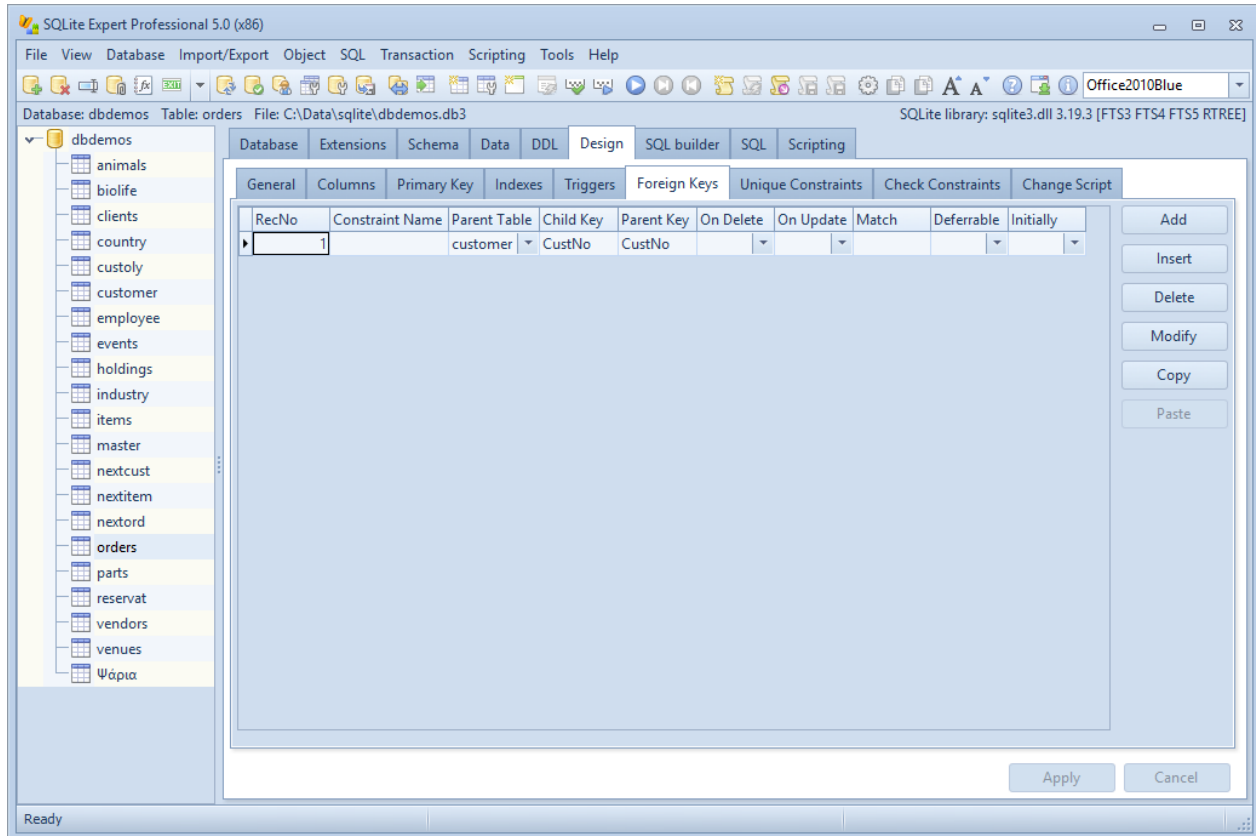 SQLite Expert Professional 5.0 (x86)
File View Database Import/Export Object SQL Transaction Scripting Tools Help
Office2010Blue
Database: dbdemos Table: orders File: C:\Data\sqlite\dbdemos.db3 SQLite library: sqlite3.dll 3.19.3 [FTS3 FTS4 FTS5 RTREE]
dbdemos
animals
biolife
clients
country
custoly
customer
employee
events
holdings
industry
items
master
nextcust
nextitem
nextord
orders
parts
reservat
vendors
venues
Ψάρια
Database Extensions Schema Data DDL Design SQL builder SQL Scripting
General Columns Primary Key Indexes Triggers Foreign Keys Unique Constraints Check Constraints Change Script
RecNo Constraint Name Parent Table Child Key Parent Key On Delete On Update Match Deferrable Initially
1 customer CustNo CustNo
Add
Insert
Delete
Modify
Copy
Paste
Apply Cancel
Ready